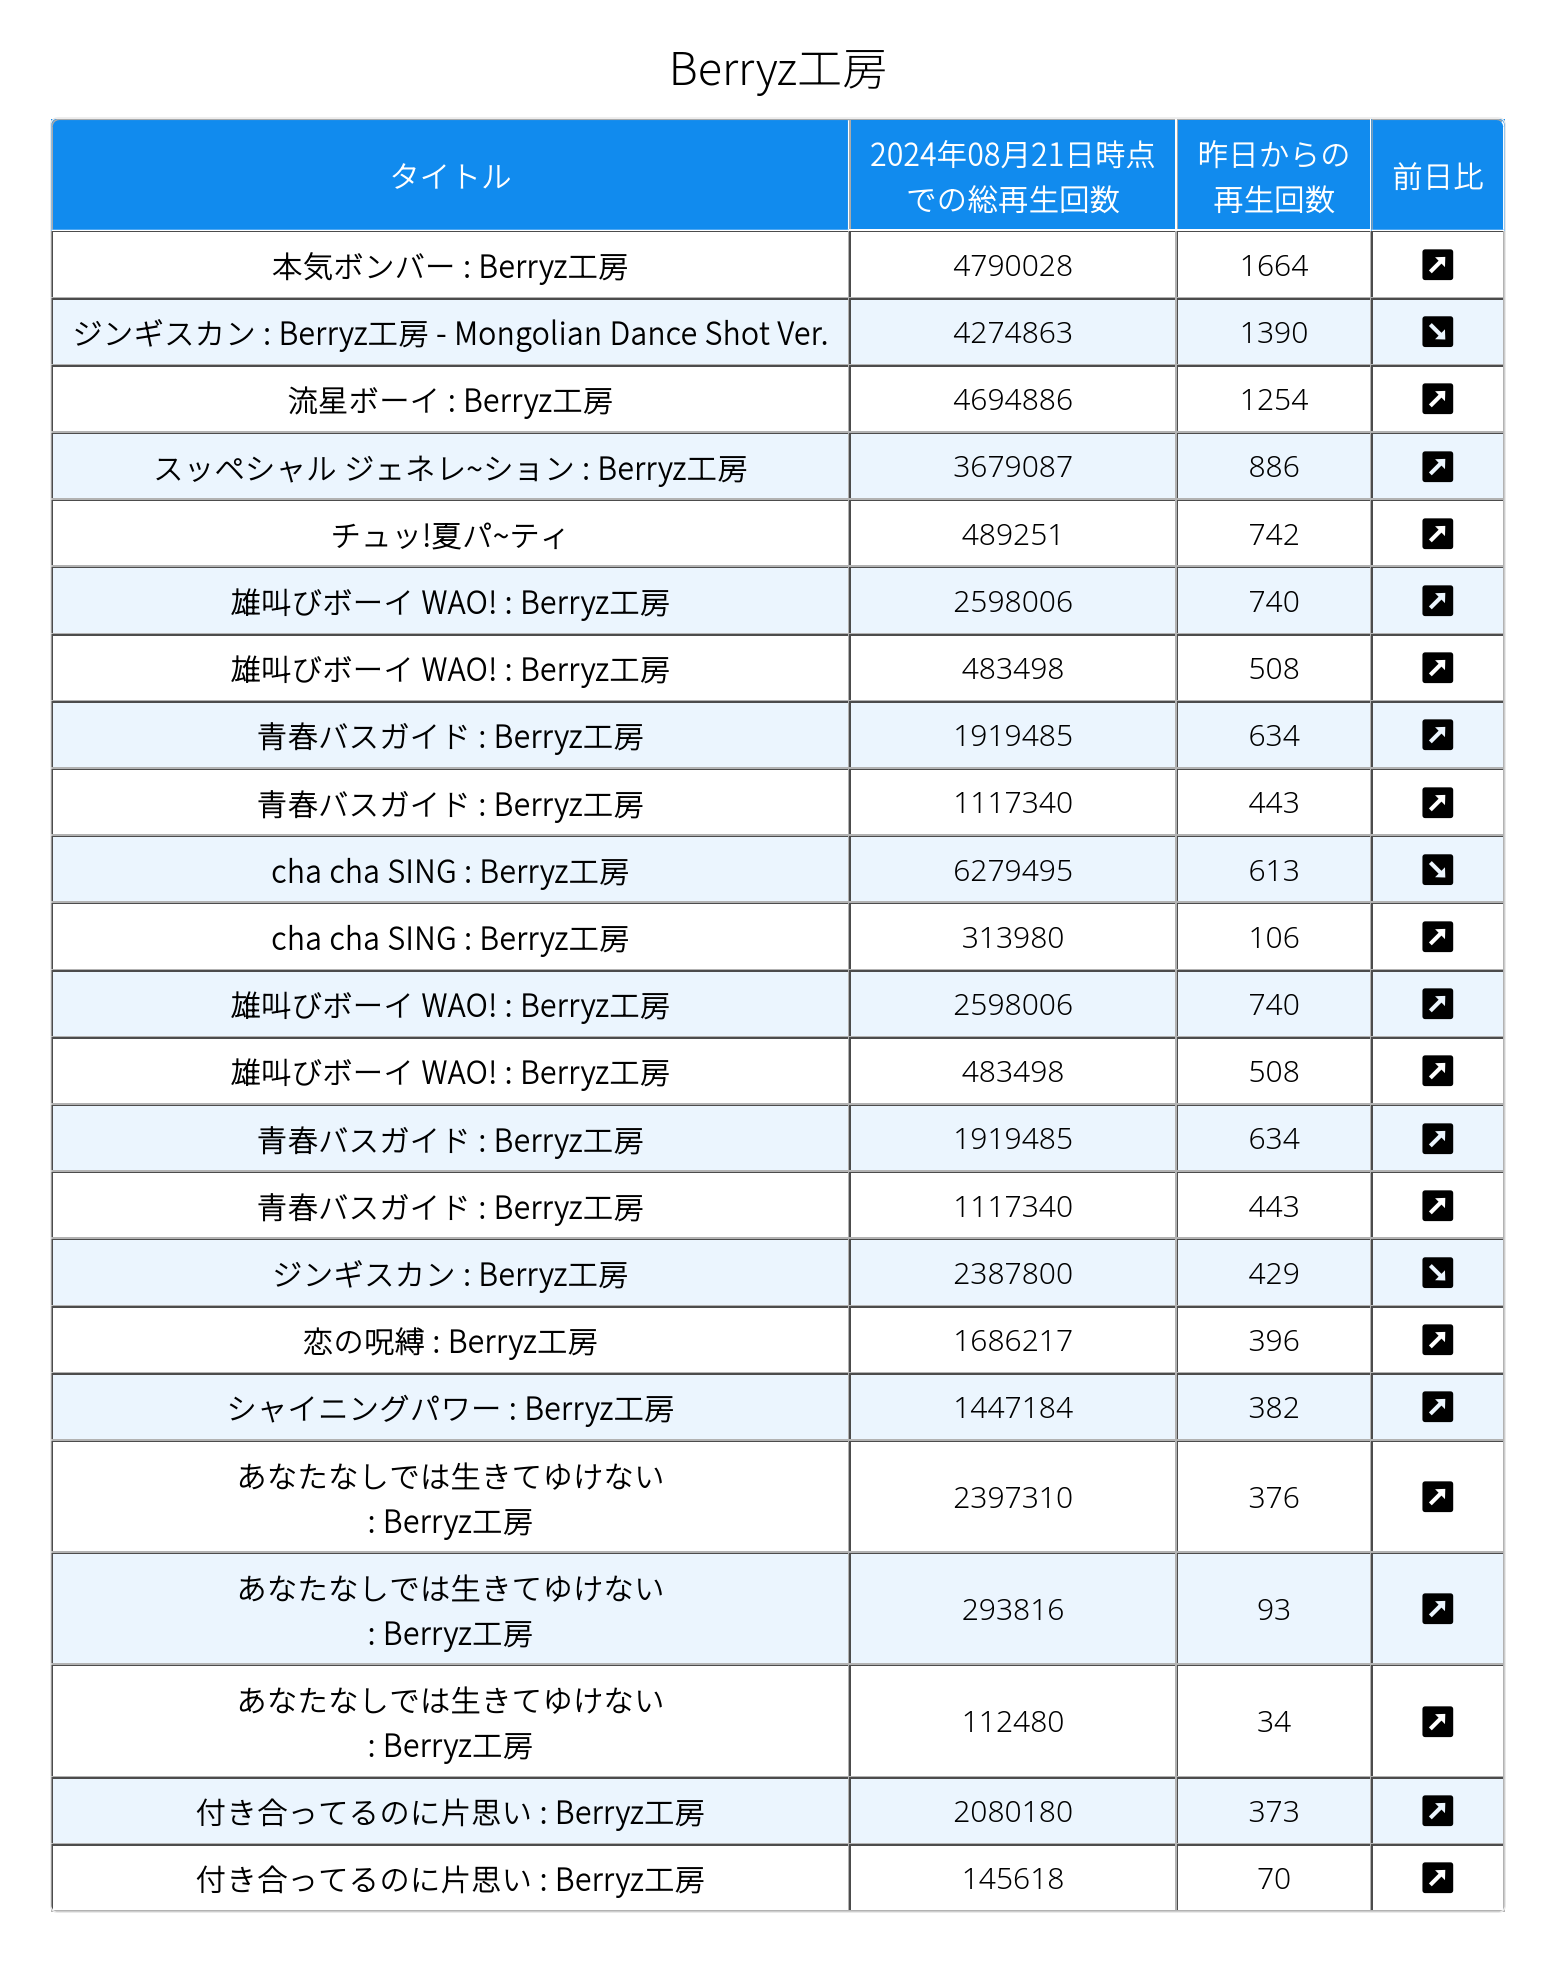 Berryz工房
タイトル 2024年08月21日時点での総再生回数 昨日からの再生回数 前日比
本気ボンバー : Berryz工房 4790028 1664
ジンギスカン : Berryz工房 - Mongolian Dance Shot Ver. 4274863 1390
流星ボーイ : Berryz工房 4694886 1254
スッペシャル ジェネレ~ション : Berryz工房 3679087 886
チュッ!夏パ~ティ 489251 742
雄叫びボーイ WAO! : Berryz工房 2598006 740
雄叫びボーイ WAO! : Berryz工房 483498 508
青春バスガイド : Berryz工房 1919485 634
青春バスガイド : Berryz工房 1117340 443
cha cha SING : Berryz工房 6279495 613
cha cha SING : Berryz工房 313980 106
雄叫びボーイ WAO! : Berryz工房 2598006 740
雄叫びボーイ WAO! : Berryz工房 483498 508
青春バスガイド : Berryz工房 1919485 634
青春バスガイド : Berryz工房 1117340 443
ジンギスカン : Berryz工房 2387800 429
恋の呪縛 : Berryz工房 1686217 396
シャイニングパワー : Berryz工房 1447184 382
あなたなしでは生きてゆけない
: Berryz工房 2397310 376
あなたなしでは生きてゆけない
: Berryz工房 293816 93
あなたなしでは生きてゆけない
: Berryz工房 112480 34
付き合ってるのに片思い : Berryz工房 2080180 373
付き合ってるのに片思い : Berryz工房 145618 70